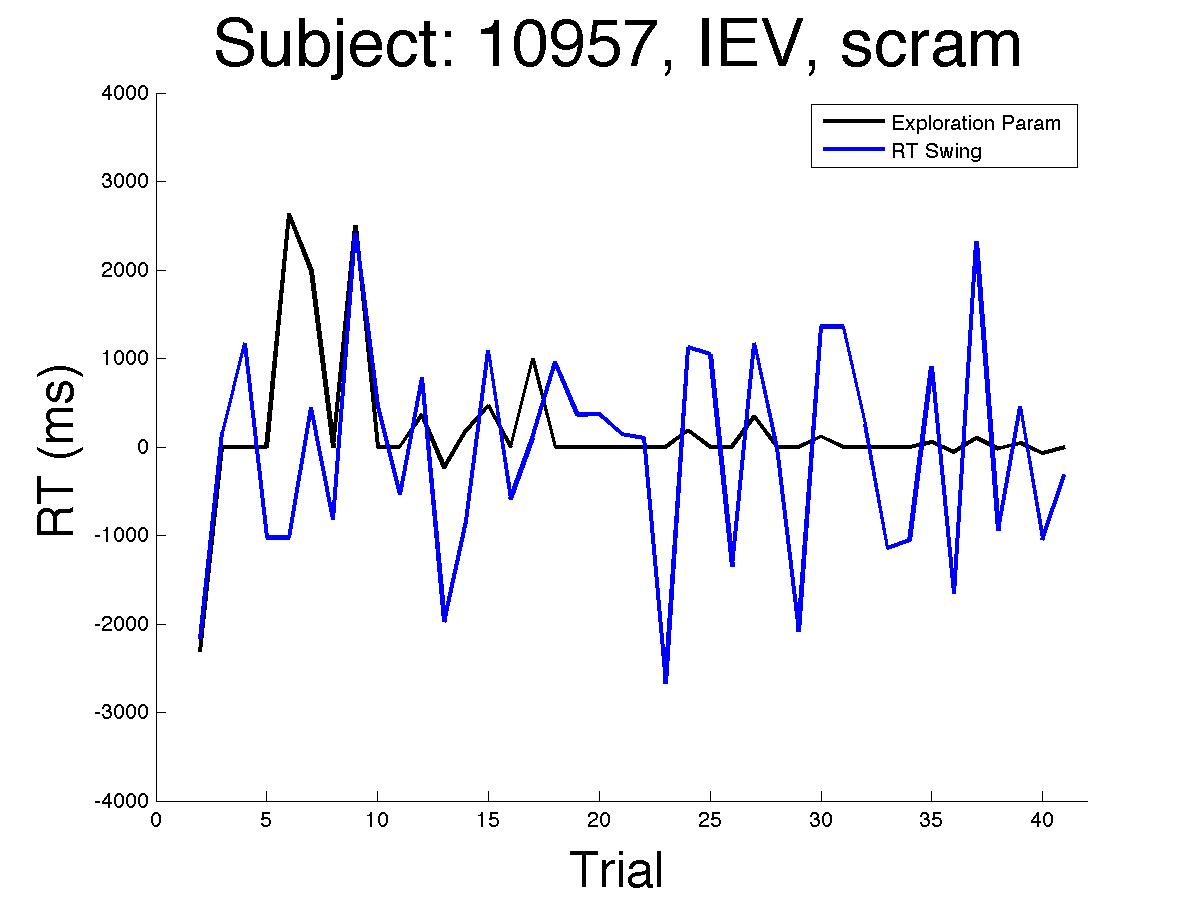 Subject: 10957, IEV, scram
Exploration Param
RT Swing
4000
3000
2000
1000
0
-1000
-2000
-3000
-4000
RT (ms)
0 5 10 15 20 25 30 35 40
Trial